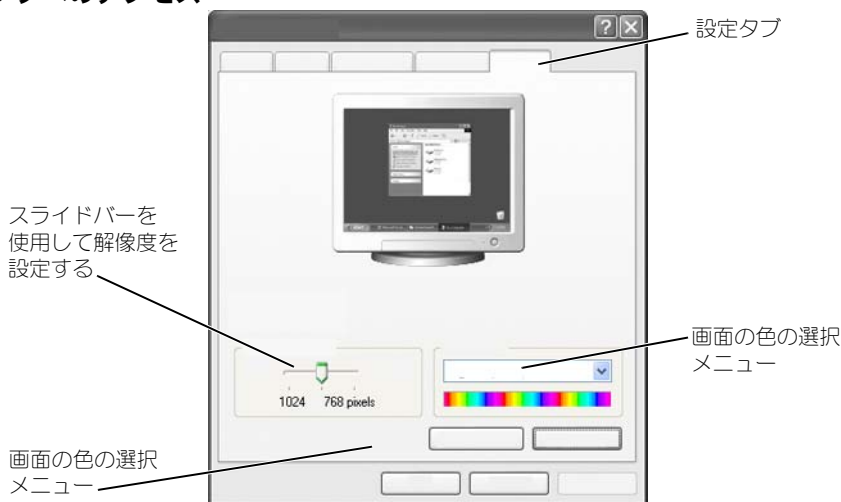 設定タブ
スライドバーを
使用して解像度を
設定する
画面の色の選択
メニュー
1024 768 pixels
画面の色の選択
メニュー